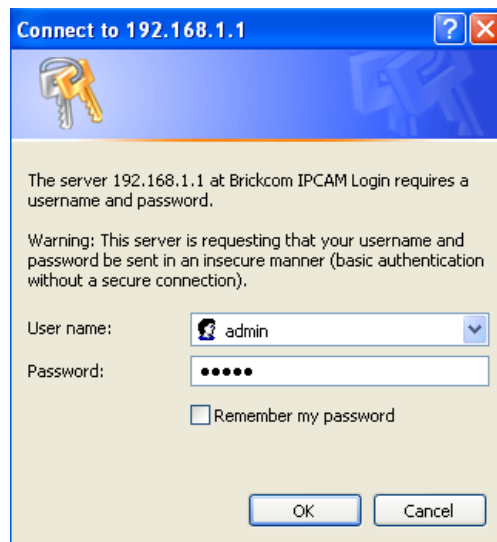 Connect to 192.168.1.1
The server 192.168.1.1 at Brickcom IPCAM Login requires a
username and password.
Warning: This server is requesting that your username and
password be sent in an insecure manner (basic authentication
without a secure connection).
User name:
admin
Password:
•••••
Remember my password
OK
Cancel